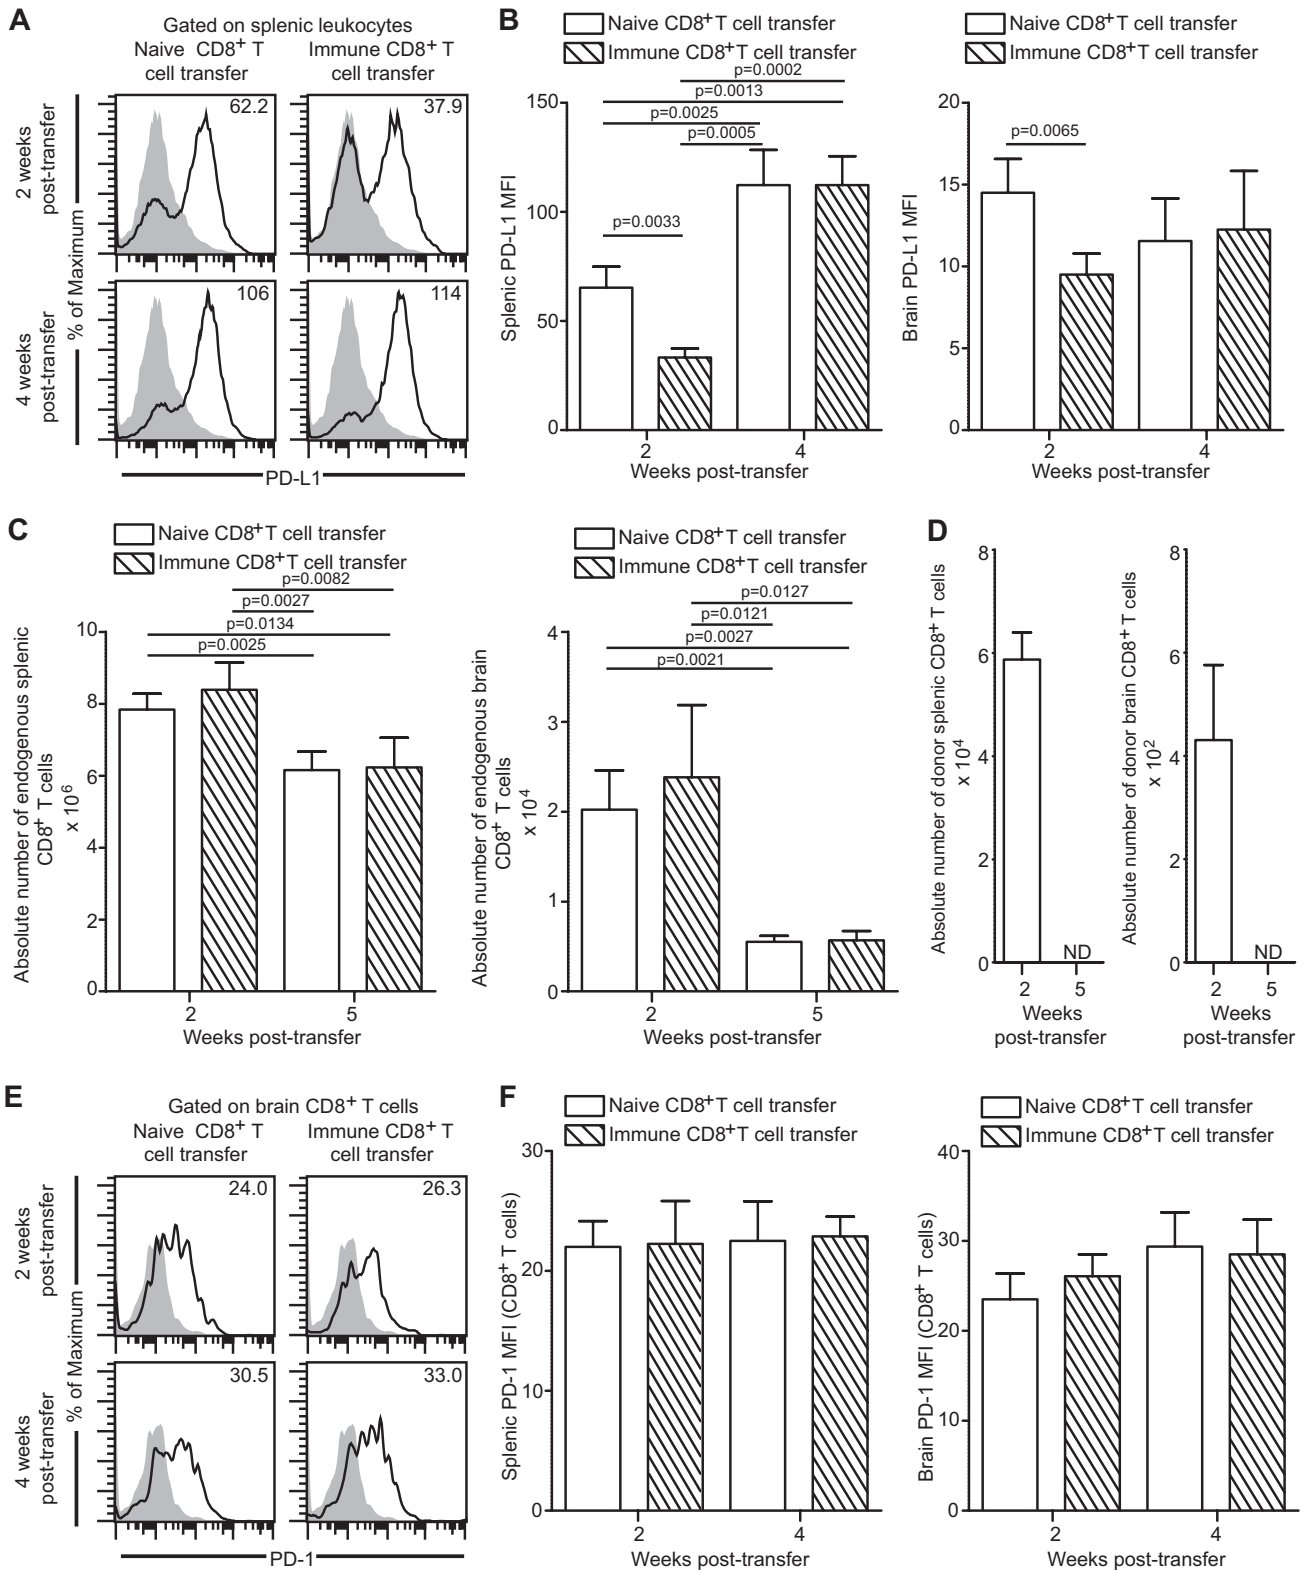 A
Gated on splenic leukocytes
Naive CD8+ T
cell transfer
Immune CD8+ T
cell transfer
62.2
37.9
2 weeks
post-transfer
106
114
4 weeks
post-transfer
% of Maximum
PD-L1
B
Naive CD8+T cell transfer
Immune CD8+T cell transfer
p=0.0002
p=0.0013
p=0.0025
p=0.0005
p=0.0033
150
100
50
0
Splenic PD-L1 MFI
2
4
Weeks post-transfer
Naive CD8+T cell transfer
Immune CD8+T cell transfer
p=0.0065
20
15
10
5
0
Brain PD-L1 MFI
2
4
Weeks post-transfer
C
Naive CD8+T cell transfer
Immune CD8+T cell transfer
p=0.0082
p=0.0027
p=0.0134
p=0.0025
10
8
6
4
2
0
Absolute number of endogenous splenic
CD8+ T cells
x 10^6
2
5
Weeks post-transfer
Naive CD8+T cell transfer
Immune CD8+T cell transfer
p=0.0127
p=0.0121
p=0.0027
p=0.0021
4
3
2
1
0
Absolute number of endogenous brain
CD8+ T cells
x 10^4
2
5
Weeks post-transfer
D
8
6
4
2
0
Absolute number of donor splenic CD8+ T cells
x 10^4
ND
2
5
Weeks
post-transfer
8
6
4
2
0
Absolute number of donor brain CD8+ T cells
x 10^2
ND
2
5
Weeks
post-transfer
E
Gated on brain CD8+ T cells
Naive CD8+ T
cell transfer
Immune CD8+ T
cell transfer
24.0
26.3
2 weeks
post-transfer
30.5
33.0
4 weeks
post-transfer
% of Maximum
PD-1
F
Naive CD8+T cell transfer
Immune CD8+T cell transfer
30
20
10
0
Splenic PD-1 MFI (CD8+ T cells)
2
4
Weeks post-transfer
Naive CD8+T cell transfer
Immune CD8+T cell transfer
40
30
20
10
0
Brain PD-1 MFI (CD8+ T cells)
2
4
Weeks post-transfer